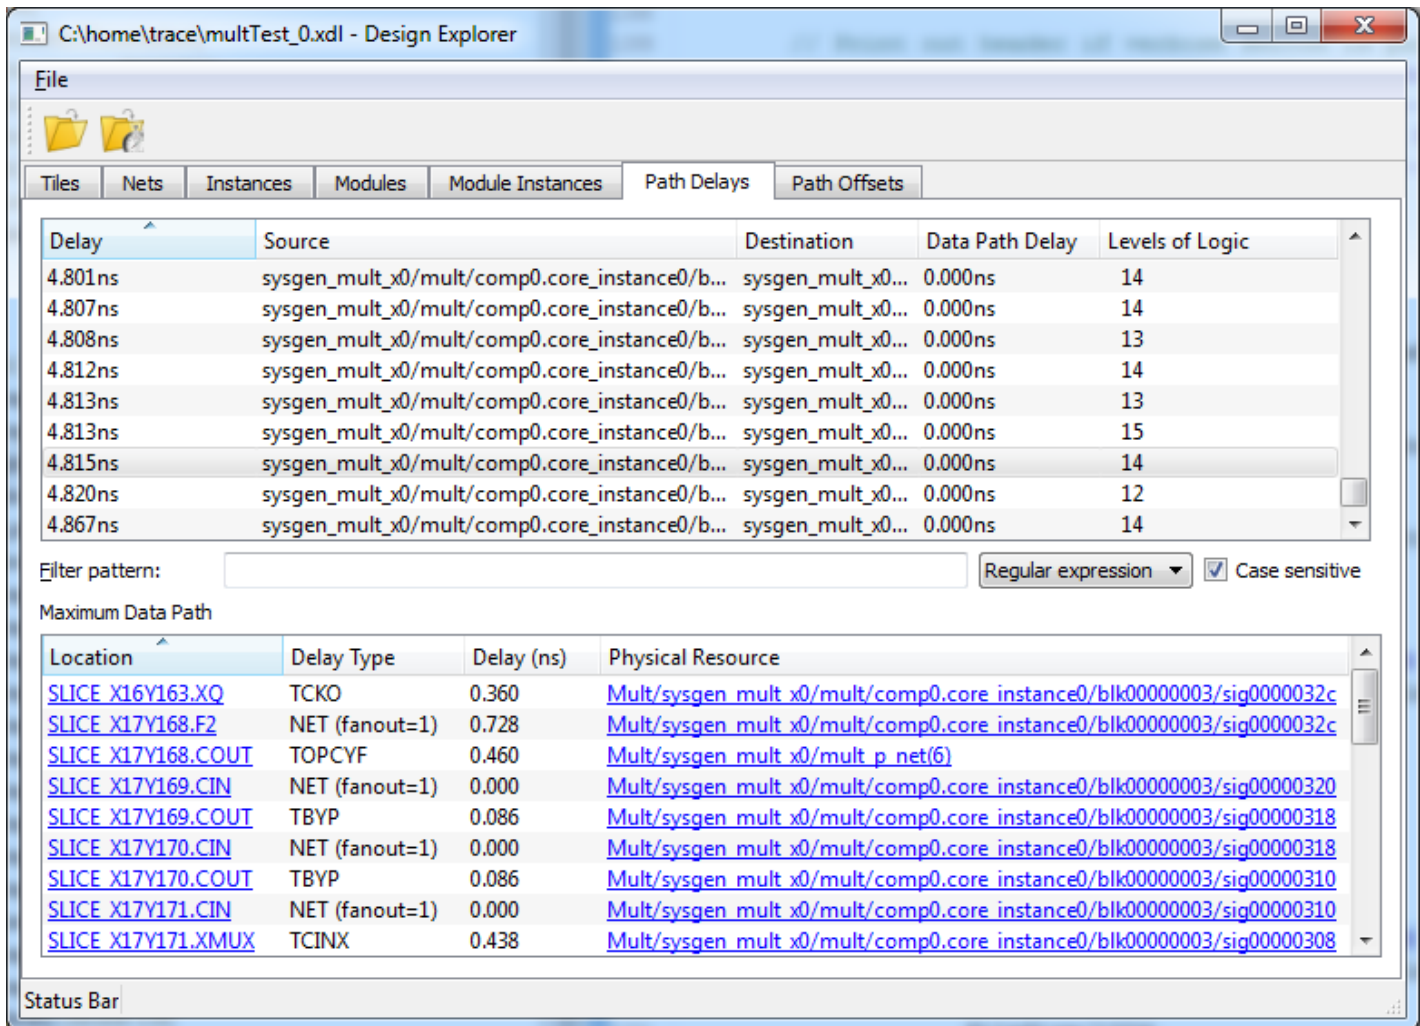 C:\home\trace\multTest_0.xdl - Design Explorer
File
Tiles Nets Instances Modules Module Instances Path Delays Path Offsets
Delay Source Destination Data Path Delay Levels of Logic
4.801ns sysgen_mult_x0/mult/comp0.core_instance0/b... sysgen_mult_x0... 0.000ns 14
4.807ns sysgen_mult_x0/mult/comp0.core_instance0/b... sysgen_mult_x0... 0.000ns 14
4.808ns sysgen_mult_x0/mult/comp0.core_instance0/b... sysgen_mult_x0... 0.000ns 13
4.812ns sysgen_mult_x0/mult/comp0.core_instance0/b... sysgen_mult_x0... 0.000ns 14
4.813ns sysgen_mult_x0/mult/comp0.core_instance0/b... sysgen_mult_x0... 0.000ns 13
4.813ns sysgen_mult_x0/mult/comp0.core_instance0/b... sysgen_mult_x0... 0.000ns 15
4.815ns sysgen_mult_x0/mult/comp0.core_instance0/b... sysgen_mult_x0... 0.000ns 14
4.820ns sysgen_mult_x0/mult/comp0.core_instance0/b... sysgen_mult_x0... 0.000ns 12
4.867ns sysgen_mult_x0/mult/comp0.core_instance0/b... sysgen_mult_x0... 0.000ns 14
Filter pattern: Regular expression Case sensitive
Maximum Data Path
Location Delay Type Delay (ns) Physical Resource
SLICE_X16Y163.XQ TCKO 0.360 Mult/sysgen_mult_x0/mult/comp0.core_instance0/blk00000003/sig0000032c
SLICE_X17Y168.F2 NET (fanout=1) 0.728 Mult/sysgen_mult_x0/mult/comp0.core_instance0/blk00000003/sig0000032c
SLICE_X17Y168.COUT TOPCYF 0.460 Mult/sysgen_mult_x0/mult_p_net(6)
SLICE_X17Y169.CIN NET (fanout=1) 0.000 Mult/sysgen_mult_x0/mult/comp0.core_instance0/blk00000003/sig00000320
SLICE_X17Y169.COUT TBYP 0.086 Mult/sysgen_mult_x0/mult/comp0.core_instance0/blk00000003/sig00000318
SLICE_X17Y170.CIN NET (fanout=1) 0.000 Mult/sysgen_mult_x0/mult/comp0.core_instance0/blk00000003/sig00000318
SLICE_X17Y170.COUT TBYP 0.086 Mult/sysgen_mult_x0/mult/comp0.core_instance0/blk00000003/sig00000310
SLICE_X17Y171.CIN NET (fanout=1) 0.000 Mult/sysgen_mult_x0/mult/comp0.core_instance0/blk00000003/sig00000310
SLICE_X17Y171.XMUX TCINX 0.438 Mult/sysgen_mult_x0/mult/comp0.core_instance0/blk00000003/sig00000308
Status Bar